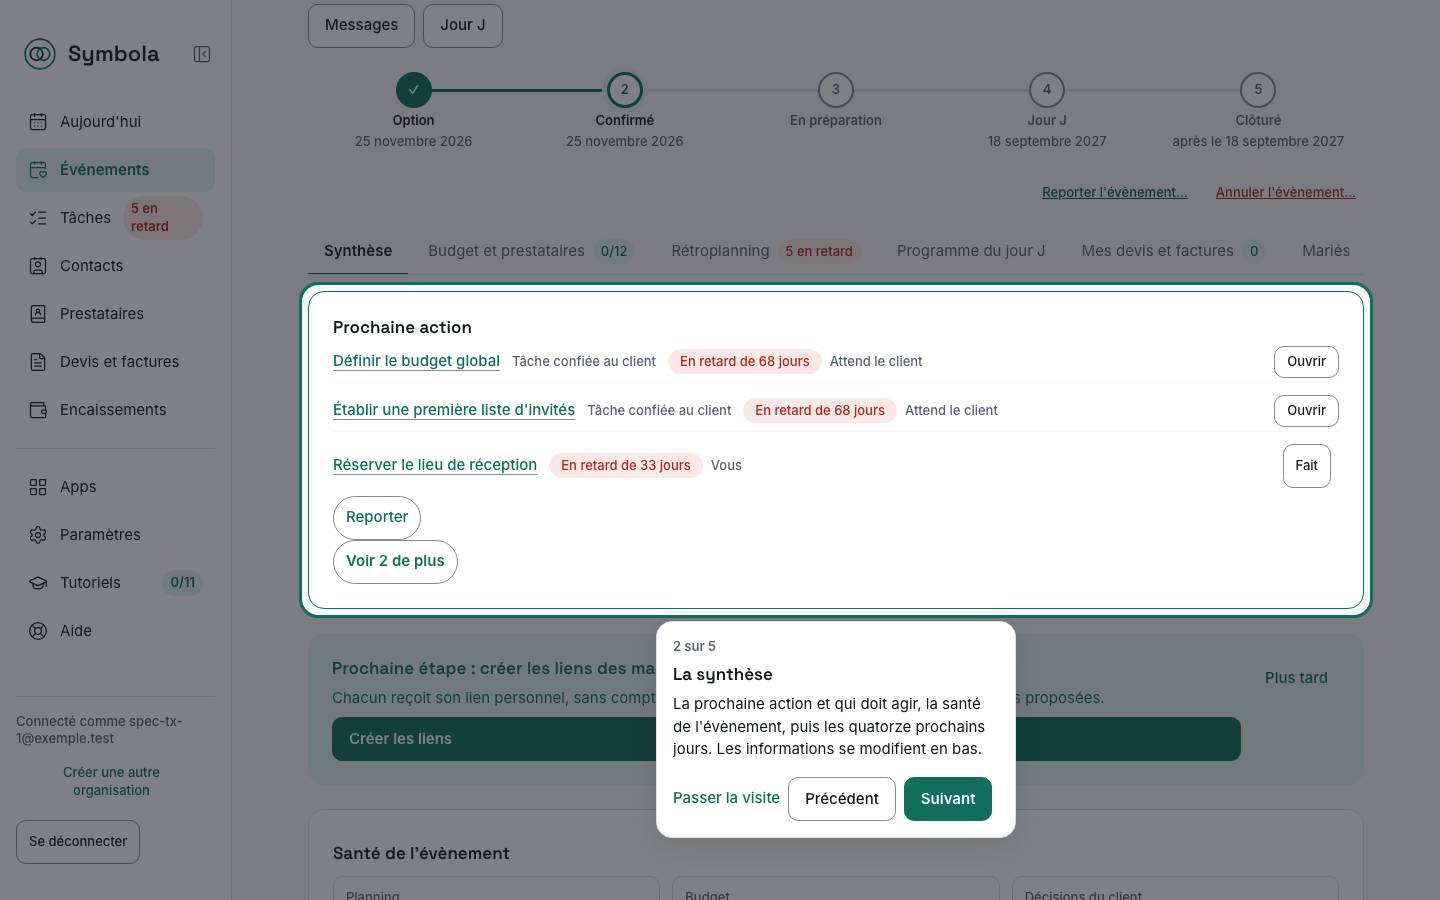 Messages
Jour J
Symbola
Aujourd'hui
Événements
Tâches
5 en
retard
Contacts
Prestataires
Devis et factures
Encaissements
Apps
Paramètres
Tutoriels
0/11
Aide
Connecté comme spec-tx-
1@exemple.test
Créer une autre
organisation
Se déconnecter
2
3
4
5
Option
Confirmé
En préparation
Jour J
Clôturé
25 novembre 2026
25 novembre 2026
18 septembre 2027
après le 18 septembre 2027
Reporter l'évènement...
Annuler l'évènement...
Synthèse
Budget et prestataires
0/12
Rétroplanning
5 en retard
Programme du jour J
Mes devis et factures
0
Mariés
Prochaine action
Définir le budget global
Tâche confiée au client
En retard de 68 jours
Attend le client
Ouvrir
Établir une première liste d'invités
Tâche confiée au client
En retard de 68 jours
Attend le client
Ouvrir
Réserver le lieu de réception
En retard de 33 jours
Vous
Fait
Reporter
Voir 2 de plus
Prochaine étape : créer les liens des ma
Chacun reçoit son lien personnel, sans compt
s proposées.
Plus tard
Créer les liens
2 sur 5
La synthèse
La prochaine action et qui doit agir, la santé
de l'évènement, puis les quatorze prochains
jours. Les informations se modifient en bas.
Passer la visite
Précédent
Suivant
Santé de l'évènement
Planning
Budget
Décisions du client